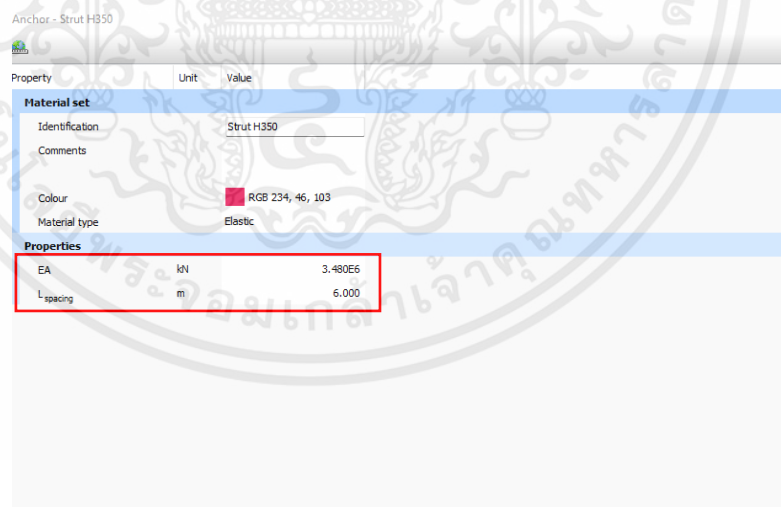 Anchor - Strut H350
Property Unit Value
Material set
Identification Strut H350
Comments
Colour RGB 234, 46, 103
Material type Elastic
Properties
EA kN 3.480E6
L spacing m 6.000